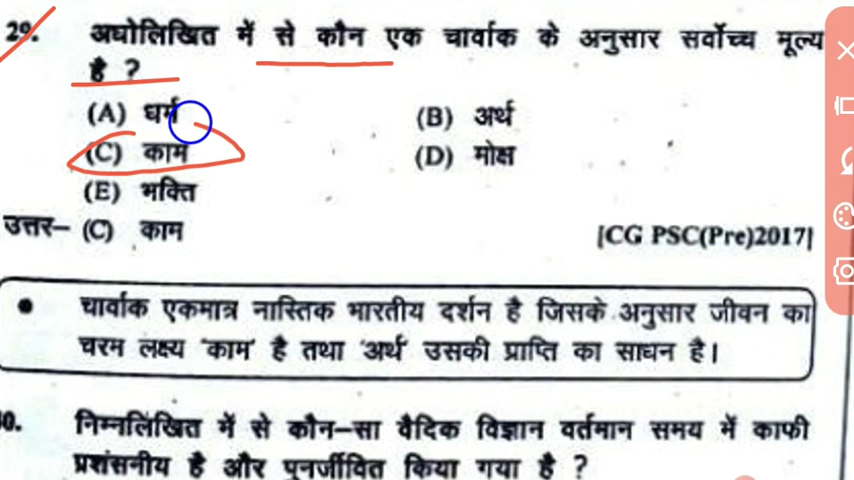 29. अधोलिखित में से कौन एक चार्वाक के अनुसार सर्वोच्च मूल्य
है ?
(A) धर्म (B) अर्थ
(C) काम (D) मोक्ष
(E) भक्ति
उत्तर– (C) काम [CG PSC(Pre)2017]
• चार्वाक एकमात्र नास्तिक भारतीय दर्शन है जिसके अनुसार जीवन का
चरम लक्ष्य 'काम' है तथा 'अर्थ' उसकी प्राप्ति का साधन है।
0. निम्नलिखित में से कौन–सा वैदिक विज्ञान वर्तमान समय में काफी
प्रशंसनीय है और पुनर्जीवित किया गया है ?